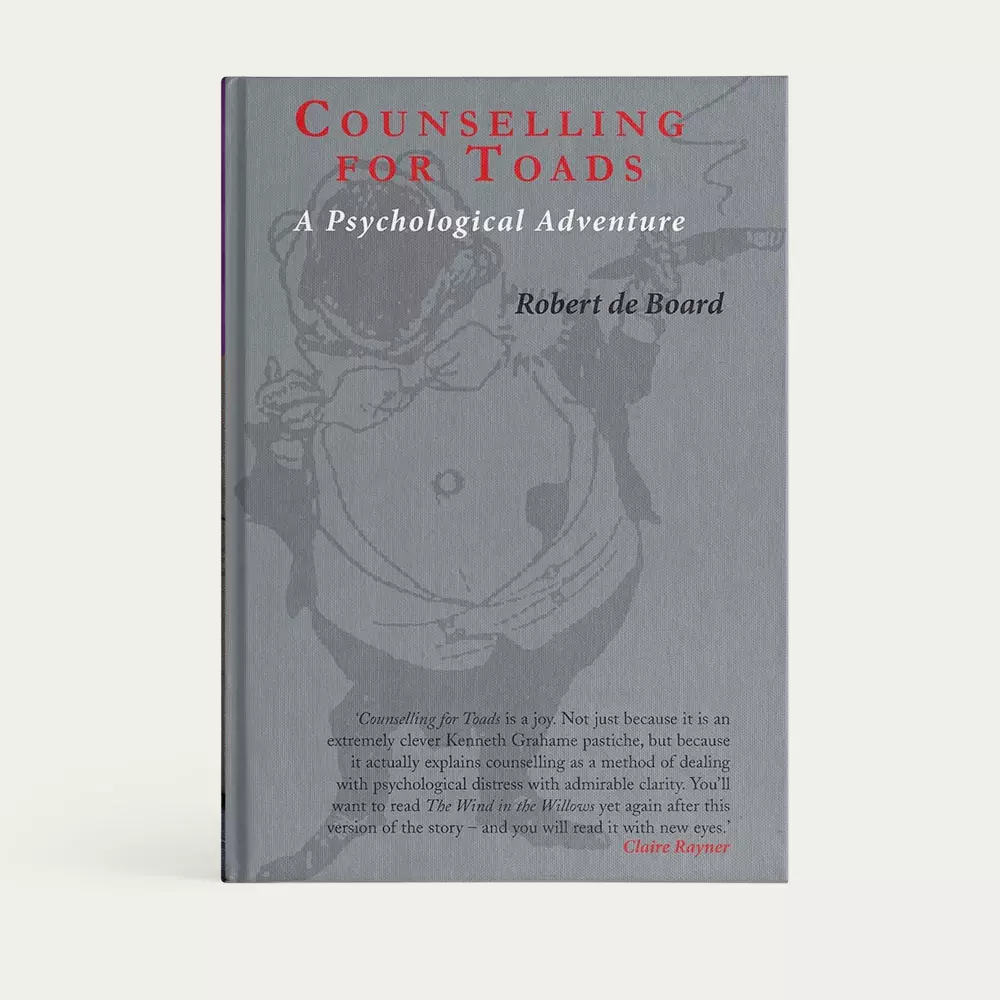 COUNSELLING
FOR TOADS
A Psychological Adventure
Robert de Board
‘Counselling for Toads is a joy. Not just because it is an
extremely clever Kenneth Grahame pastiche, but because
it actually explains counselling as a method of dealing
with psychological distress with admirable clarity. You’ll
want to read The Wind in the Willows yet again after this
version of the story – and you will read it with new eyes.’
Claire Rayner